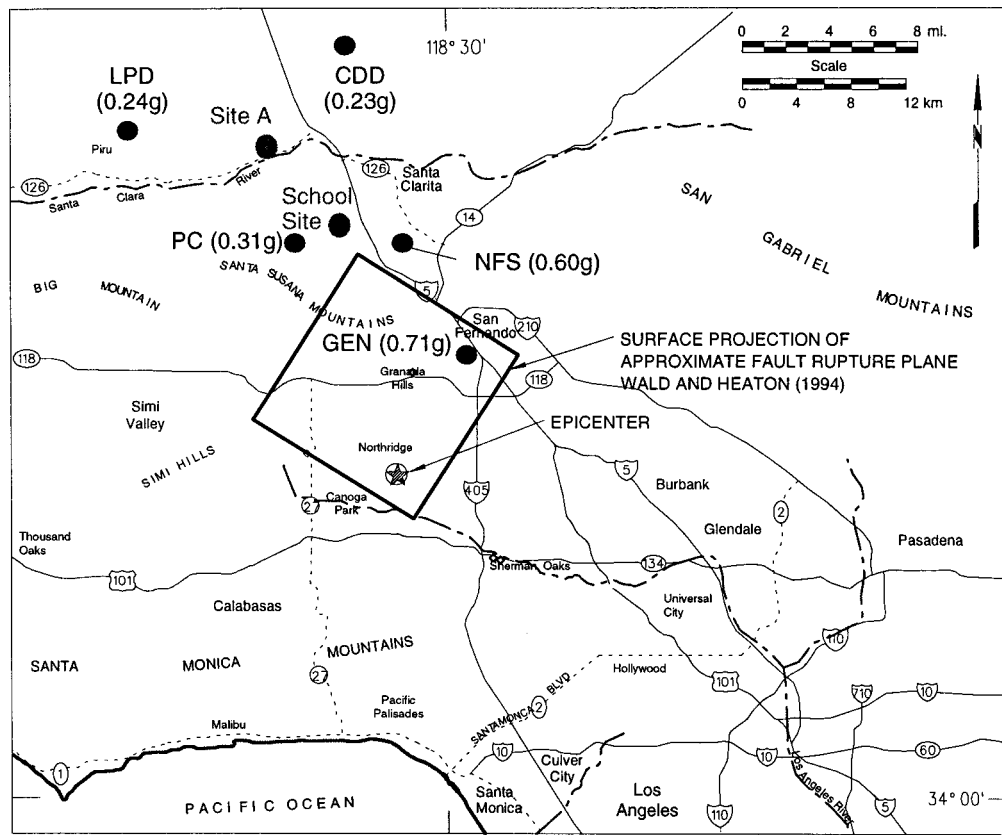 0 2 4 6 8 mi.
Scale
0 4 8 12 km
118° 30'
LPD
(0.24g)
CDD
(0.23g)
Site A
Piru
N
126
Santa
Clara
River
126
Santa
Clarita
14
School
Site
PC (0.31g)
NFS (0.60g)
SAN
GABRIEL
MOUNTAINS
BIG
MOUNTAIN
SANTA SUSANA MOUNTAINS
5
San
Fernando
210
GEN (0.71g)
SURFACE PROJECTION OF
APPROXIMATE FAULT RUPTURE PLANE
WALD AND HEATON (1994)
118
Granada
Hills
118
Simi
Valley
SIMI HILLS
Northridge
EPICENTER
27
Canoga
Park
405
5
Burbank
2
Glendale
Pasadena
Thousand
Oaks
101
Sherman Oaks
134
Calabasas
Universal
City
SANTA
MONICA
MOUNTAINS
27
Hollywood
110
101
710
10
Pacific
Palisades
SANTA MONCA BLVD
2
Malibu
1
10
Culver
City
10
60
Santa
Monica
Los
Angeles
110
Los Angeles River
5
PACIFIC OCEAN
34° 00'